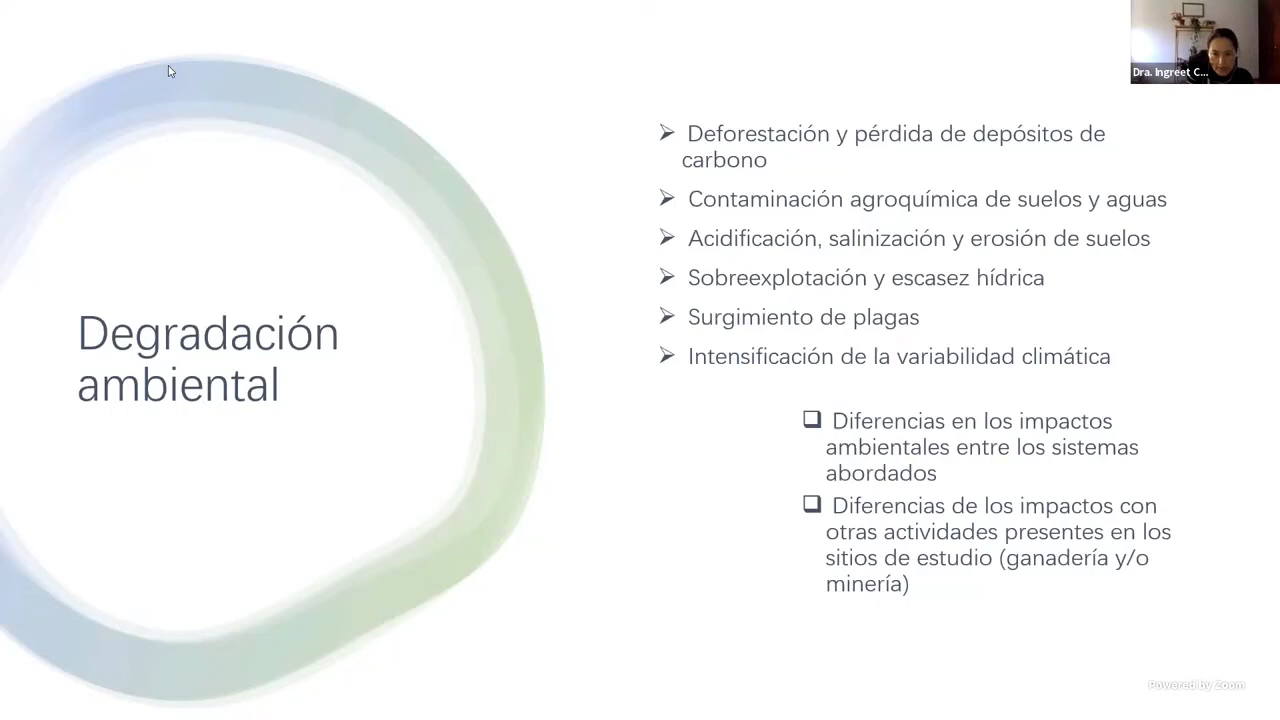 Dra. Ingreet C...
Degradación
ambiental
➢ Deforestación y pérdida de depósitos de
carbono
➢ Contaminación agroquímica de suelos y aguas
➢ Acidificación, salinización y erosión de suelos
➢ Sobreexplotación y escasez hídrica
➢ Surgimiento de plagas
➢ Intensificación de la variabilidad climática
❑ Diferencias en los impactos
ambientales entre los sistemas
abordados
❑ Diferencias de los impactos con
otras actividades presentes en los
sitios de estudio (ganadería y/o
minería)
Powered by Zoom